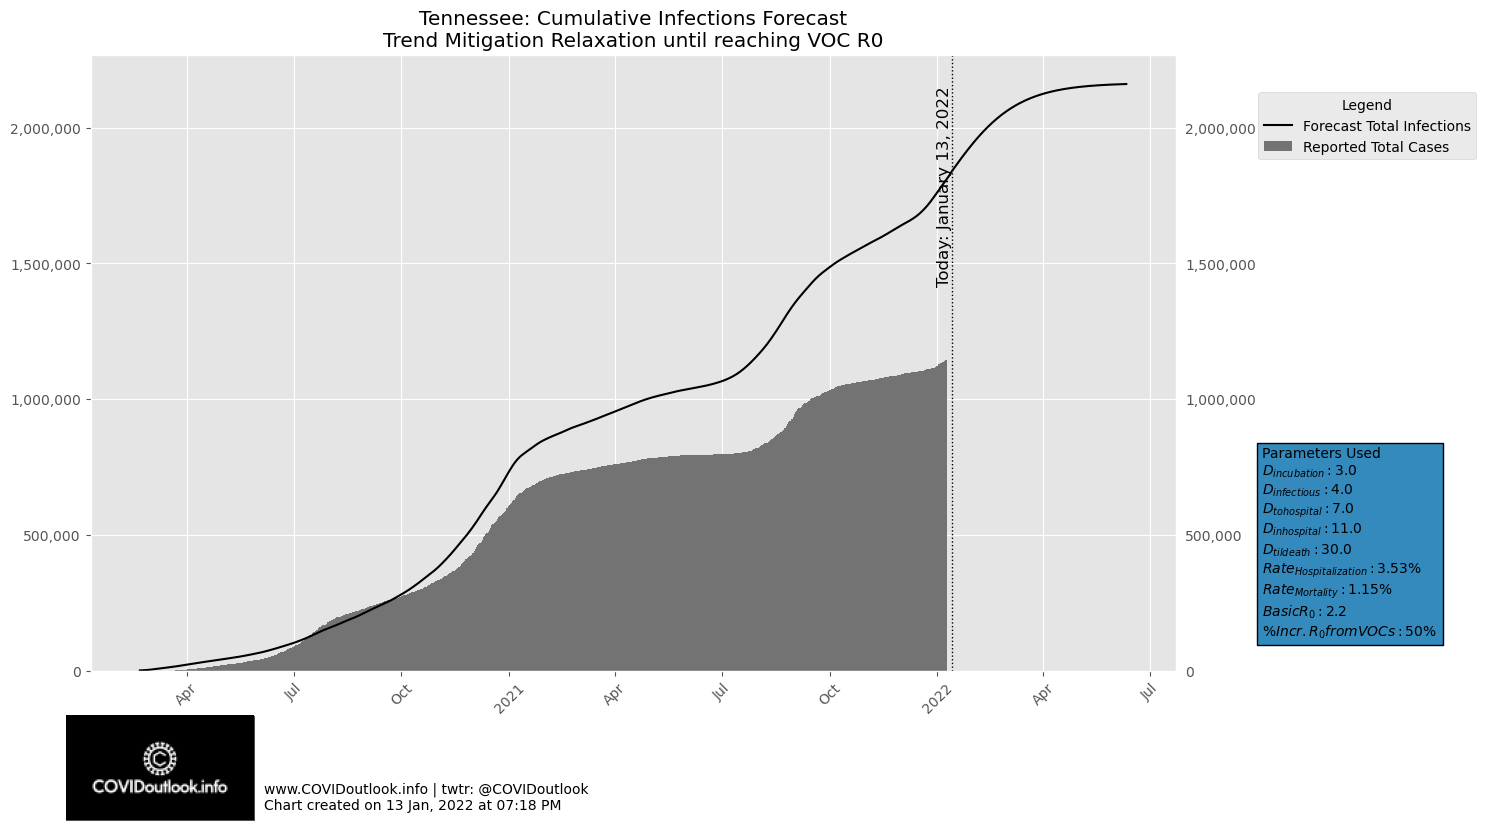 Tennessee: Cumulative Infections Forecast
Trend Mitigation Relaxation until reaching VOC R0
2,000,000
1,500,000
1,000,000
500,000
0
2,000,000
1,500,000
1,000,000
500,000
0
Today: January 13, 2022
Apr
Jul
Oct
2021
Apr
Jul
Oct
2022
Apr
Jul
Legend
Forecast Total Infections
Reported Total Cases
Parameters Used
D_incubation : 3.0
D_infectious : 4.0
D_tohospital : 7.0
D_inhospital : 11.0
D_tildeath : 30.0
Rate_Hospitalization : 3.53%
Rate_Mortality : 1.15%
BasicR_0 : 2.2
%Incr.R_0fromVOCs : 50%
COVIDoutlook.info
www.COVIDoutlook.info | twtr: @COVIDoutlook
Chart created on 13 Jan, 2022 at 07:18 PM